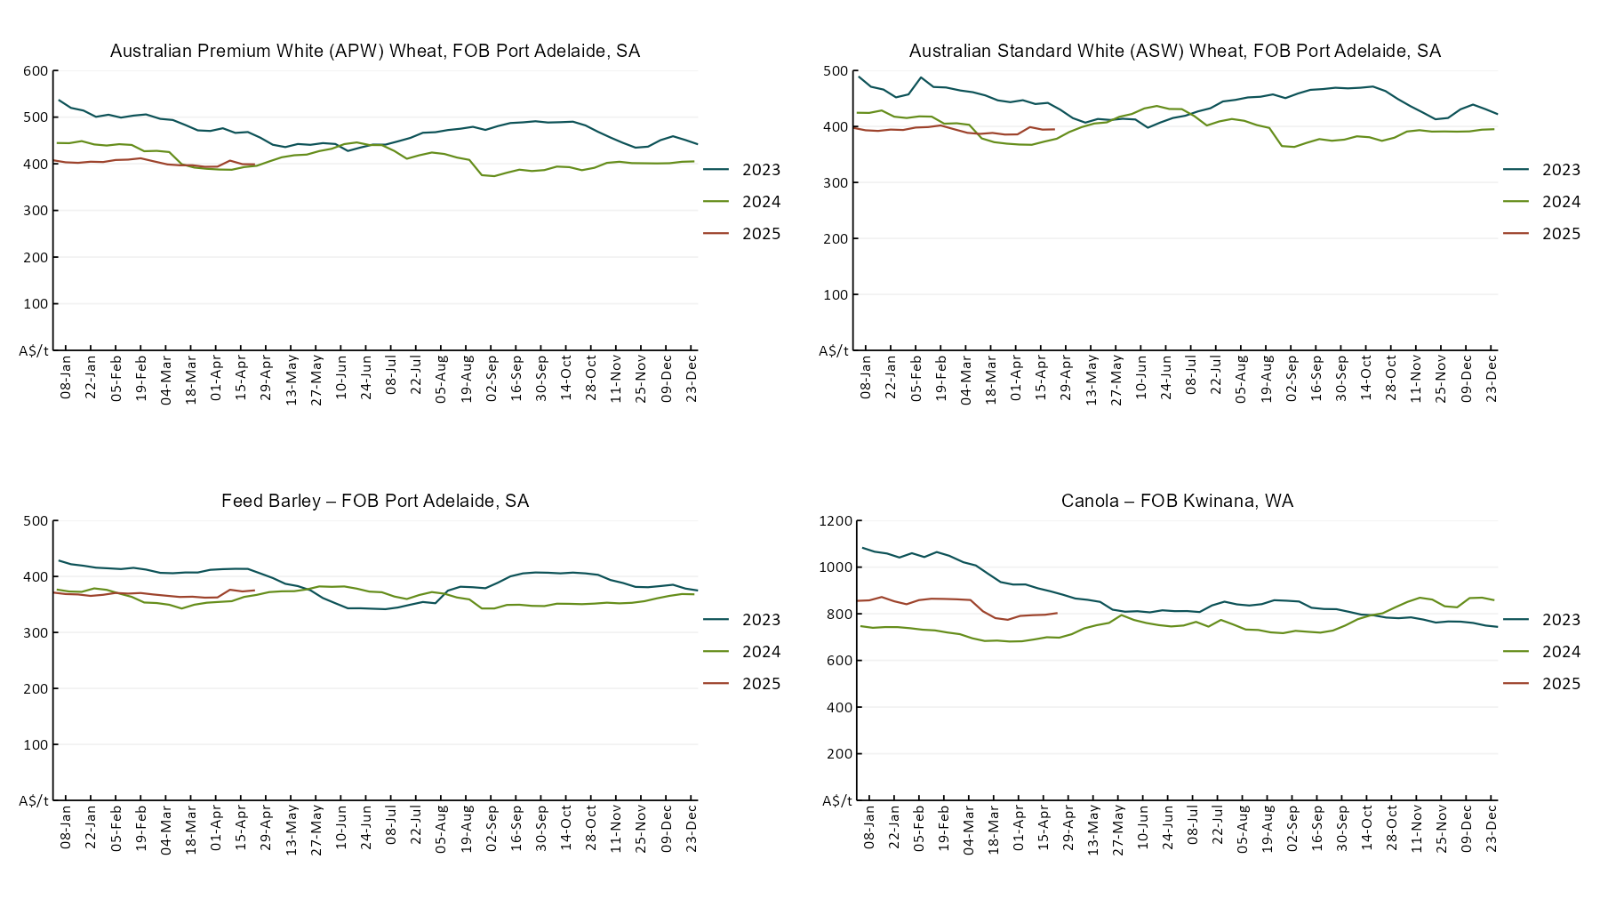 Australian Premium White (APW) Wheat, FOB Port Adelaide, SA
600
500
400
300
200
100
A$/t
08-Jan
22-Jan
05-Feb
19-Feb
04-Mar
18-Mar
01-Apr
15-Apr
29-Apr
13-May
27-May
10-Jun
24-Jun
08-Jul
22-Jul
05-Aug
19-Aug
02-Sep
16-Sep
30-Sep
14-Oct
28-Oct
11-Nov
25-Nov
09-Dec
23-Dec
2023
2024
2025
Australian Standard White (ASW) Wheat, FOB Port Adelaide, SA
500
400
300
200
100
A$/t
08-Jan
22-Jan
05-Feb
19-Feb
04-Mar
18-Mar
01-Apr
15-Apr
29-Apr
13-May
27-May
10-Jun
24-Jun
08-Jul
22-Jul
05-Aug
19-Aug
02-Sep
16-Sep
30-Sep
14-Oct
28-Oct
11-Nov
25-Nov
09-Dec
23-Dec
2023
2024
2025
Feed Barley – FOB Port Adelaide, SA
500
400
300
200
100
A$/t
08-Jan
22-Jan
05-Feb
19-Feb
04-Mar
18-Mar
01-Apr
15-Apr
29-Apr
13-May
27-May
10-Jun
24-Jun
08-Jul
22-Jul
05-Aug
19-Aug
02-Sep
16-Sep
30-Sep
14-Oct
28-Oct
11-Nov
25-Nov
09-Dec
23-Dec
2023
2024
2025
Canola – FOB Kwinana, WA
1200
1000
800
600
400
200
A$/t
08-Jan
22-Jan
05-Feb
19-Feb
04-Mar
18-Mar
01-Apr
15-Apr
29-Apr
13-May
27-May
10-Jun
24-Jun
08-Jul
22-Jul
05-Aug
19-Aug
02-Sep
16-Sep
30-Sep
14-Oct
28-Oct
11-Nov
25-Nov
09-Dec
23-Dec
2023
2024
2025